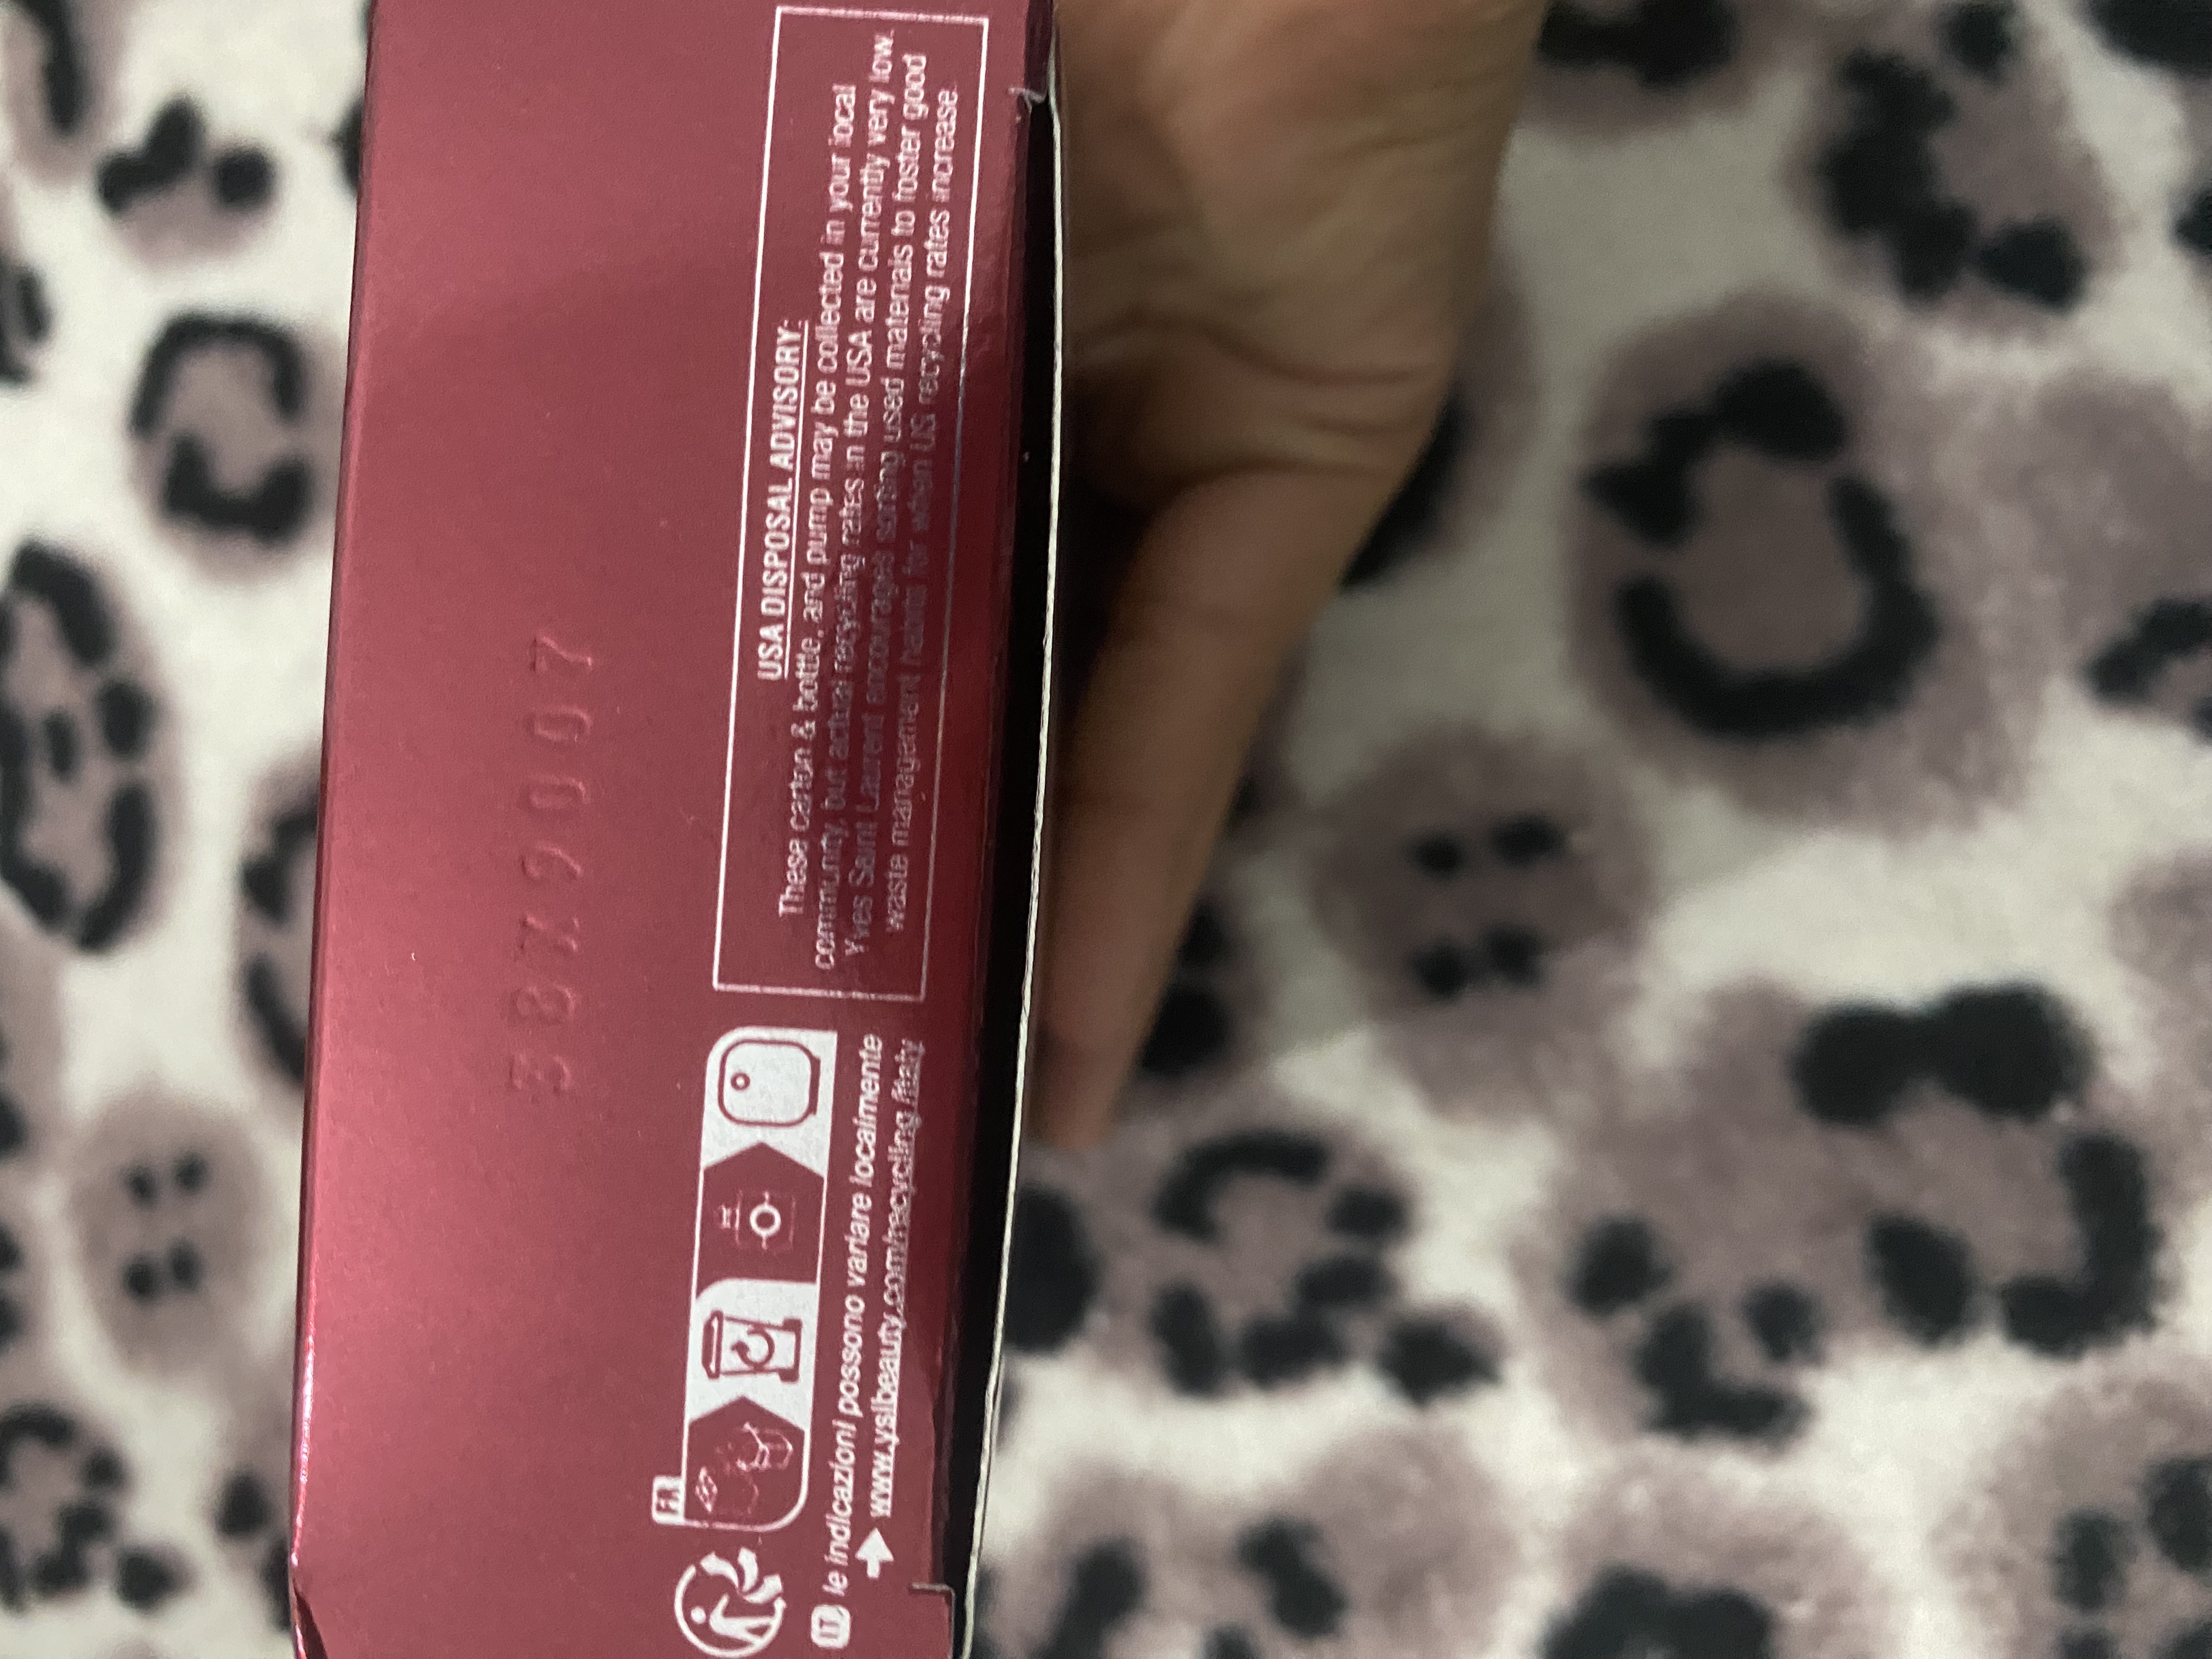 38X9007
USA DISPOSAL ADVISORY:
These carton & bottle, and pump may be collected in your local
community, but actual recycling rates in the USA are currently very low.
Yves Saint Laurent encourages sorting used materials to foster good
waste management habits for when US recycling rates increase.
FR
IT le indicazioni possono variare localmente
www.yslbeauty.com/recycling/italy